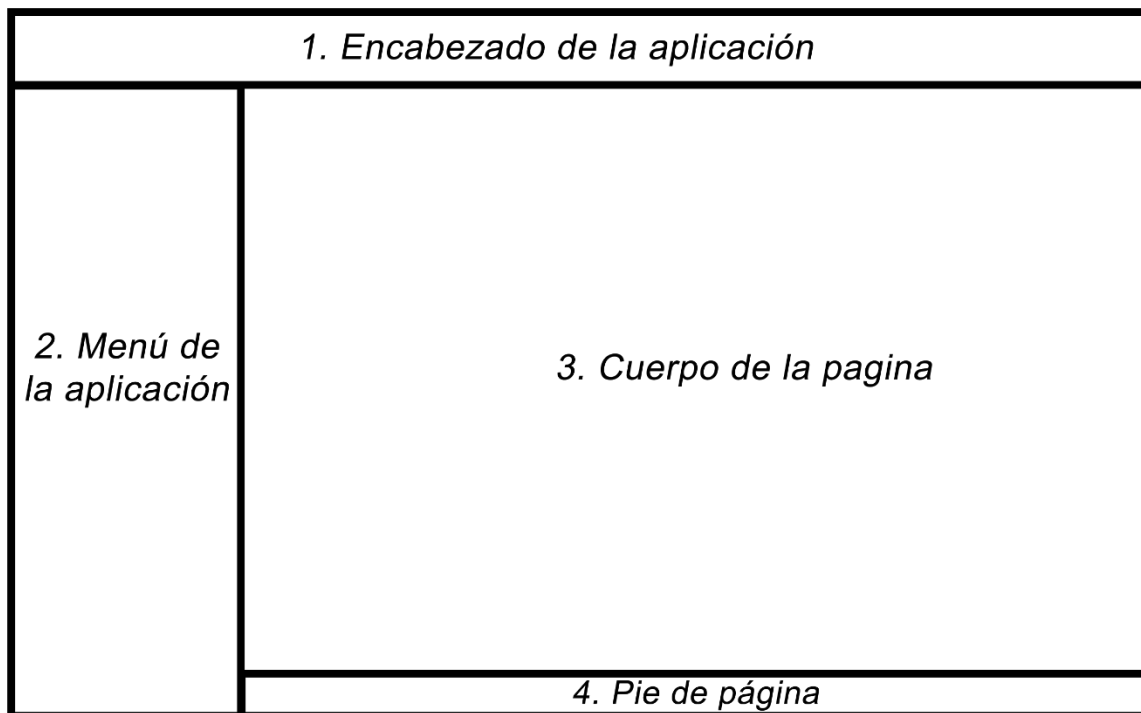 1. Encabezado de la aplicación
2. Menú de
la aplicación
3. Cuerpo de la pagina
4. Pie de página